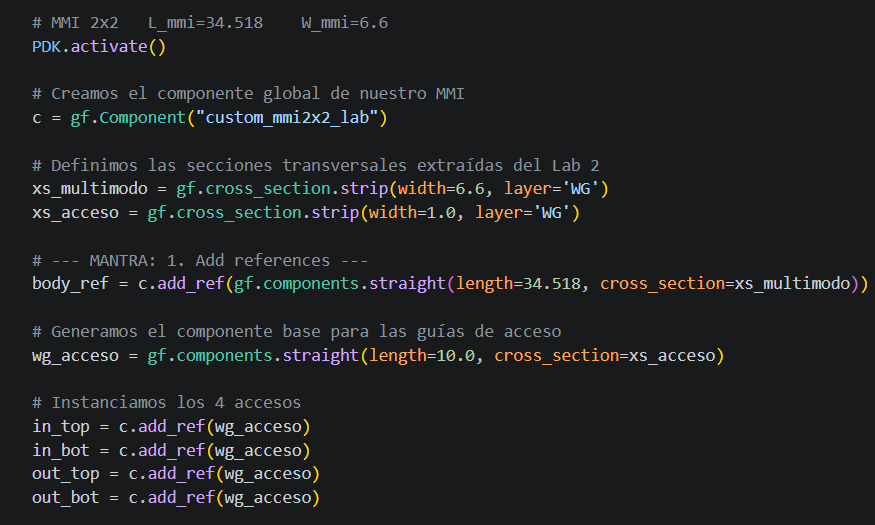 # MMI 2x2   L_mmi=34.518    W_mmi=6.6
PDK.activate()
# Creamos el componente global de nuestro MMI
c = gf.Component("custom_mmi2x2_lab")
# Definimos las secciones transversales extraídas del Lab 2
xs_multimodo = gf.cross_section.strip(width=6.6, layer='WG')
xs_acceso = gf.cross_section.strip(width=1.0, layer='WG')
# --- MANTRA: 1. Add references ---
body_ref = c.add_ref(gf.components.straight(length=34.518, cross_section=xs_multimodo))
# Generamos el componente base para las guías de acceso
wg_acceso = gf.components.straight(length=10.0, cross_section=xs_acceso)
# Instanciamos los 4 accesos
in_top = c.add_ref(wg_acceso)
in_bot = c.add_ref(wg_acceso)
out_top = c.add_ref(wg_acceso)
out_bot = c.add_ref(wg_acceso)